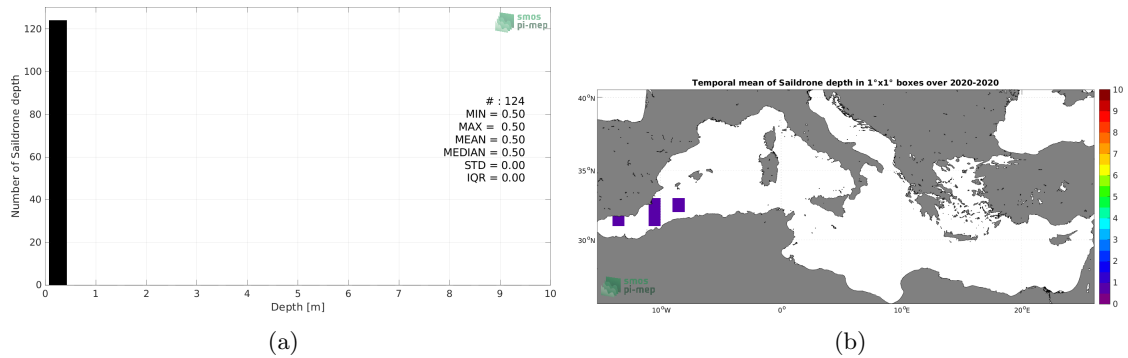 smos
pi-mep
Number of Saildrone depth
120
100
80
60
40
20
0
# : 124
MIN = 0.50
MAX = 0.50
MEAN = 0.50
MEDIAN = 0.50
STD = 0.00
IQR = 0.00
0 1 2 3 4 5 6 7 8 9 10
Depth [m]
(a)
Temporal mean of Saildrone depth in 1°x1° boxes over 2020-2020
40°N
35°N
30°N
10
9
8
7
6
5
4
3
2
1
0
smos
pi-mep
10°W 0° 10°E 20°E
(b)